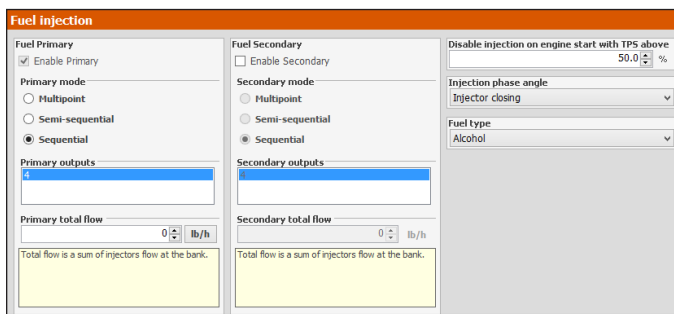 Fuel injection
Fuel Primary
Enable Primary
Primary mode
Multipoint
Semi-sequential
Sequential
Primary outputs
4
Primary total flow
0 lb/h
Total flow is a sum of injectors flow at the bank.
Fuel Secondary
Enable Secondary
Secondary mode
Multipoint
Semi-sequential
Sequential
Secondary outputs
4
Secondary total flow
0 lb/h
Total flow is a sum of injectors flow at the bank.
Disable injection on engine start with TPS above
50.0 %
Injection phase angle
Injector closing
Fuel type
Alcohol